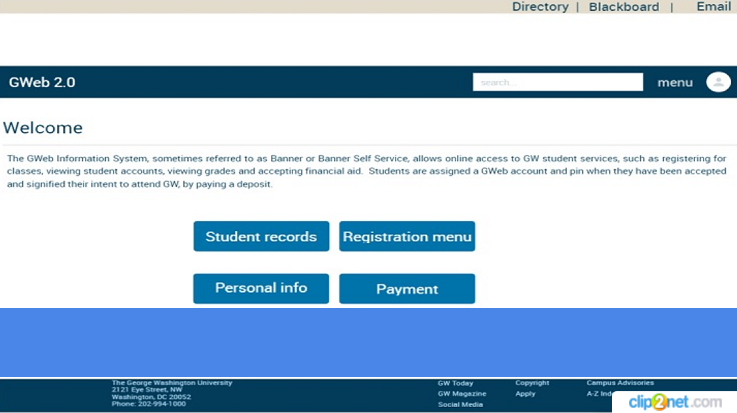 Directory | Blackboard | Email
GWeb 2.0
search...
menu
Welcome
The GWeb Information System, sometimes referred to as Banner or Banner Self Service, allows online access to GW student services, such as registering for
classes, viewing student accounts, viewing grades and accepting financial aid. Students are assigned a GWeb account and pin when they have been accepted
and signified their intent to attend GW, by paying a deposit.
Student records
Registration menu
Personal info
Payment
The George Washington University
2121 Eye Street, NW
Washington, DC 20052
Phone: 202-994-1000
GW Today
GW Magazine
Social Media
Copyright
Apply
Campus Advisories
A-Z
clip2net.com